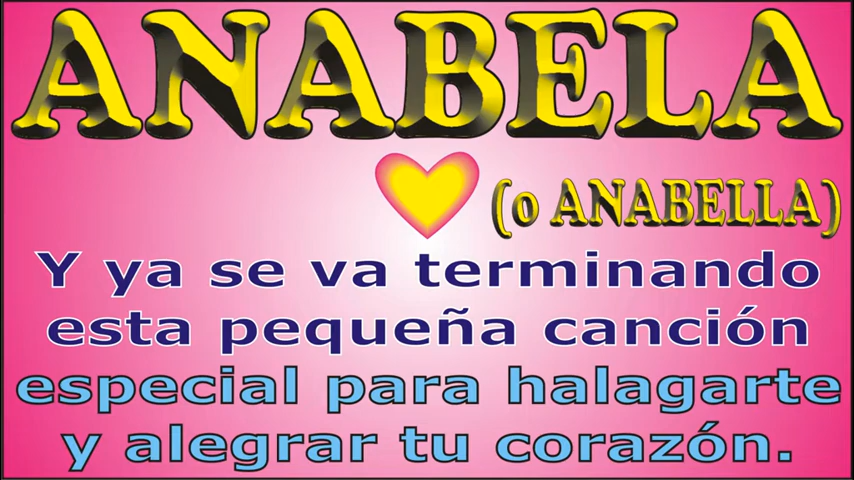 ANABELA
(o ANABELLA)
Y ya se va terminando
esta pequeña canción
especial para halagarte
y alegrar tu corazón.